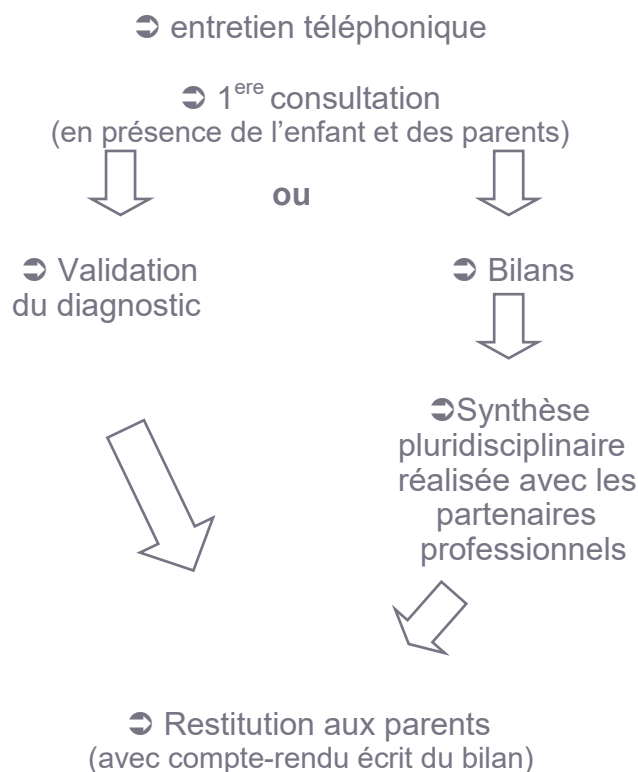 ➲ entretien téléphonique
➲ 1ere consultation
(en présence de l’enfant et des parents)
ou
➲ Validation
du diagnostic
➲ Bilans
➲Synthèse
pluridisciplinaire
réalisée avec les
partenaires
professionnels
➲ Restitution aux parents
(avec compte-rendu écrit du bilan)